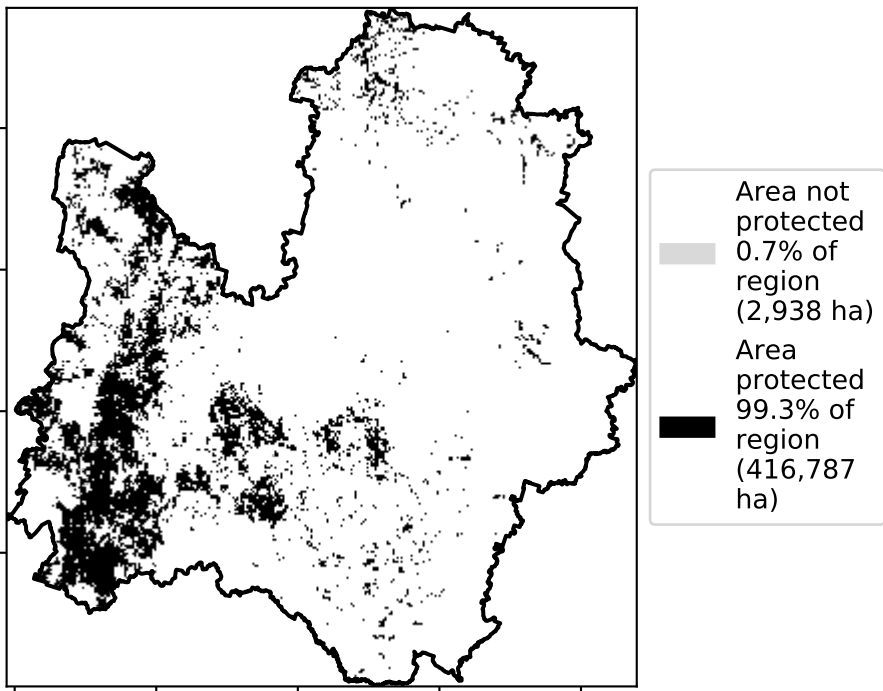 Area not
protected
0.7% of
region
(2,938 ha)
Area
protected
99.3% of
region
(416,787
ha)